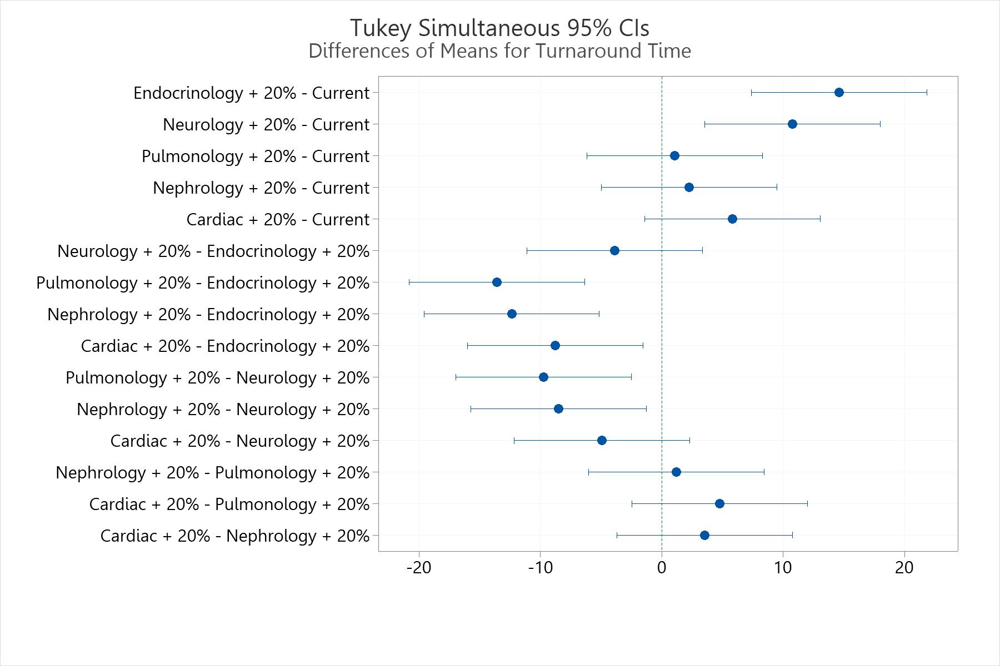 Tukey Simultaneous 95% CIs
Differences of Means for Turnaround Time
Endocrinology + 20% - Current
Neurology + 20% - Current
Pulmonology + 20% - Current
Nephrology + 20% - Current
Cardiac + 20% - Current
Neurology + 20% - Endocrinology + 20%
Pulmonology + 20% - Endocrinology + 20%
Nephrology + 20% - Endocrinology + 20%
Cardiac + 20% - Endocrinology + 20%
Pulmonology + 20% - Neurology + 20%
Nephrology + 20% - Neurology + 20%
Cardiac + 20% - Neurology + 20%
Nephrology + 20% - Pulmonology + 20%
Cardiac + 20% - Pulmonology + 20%
Cardiac + 20% - Nephrology + 20%
-20 -10 0 10 20